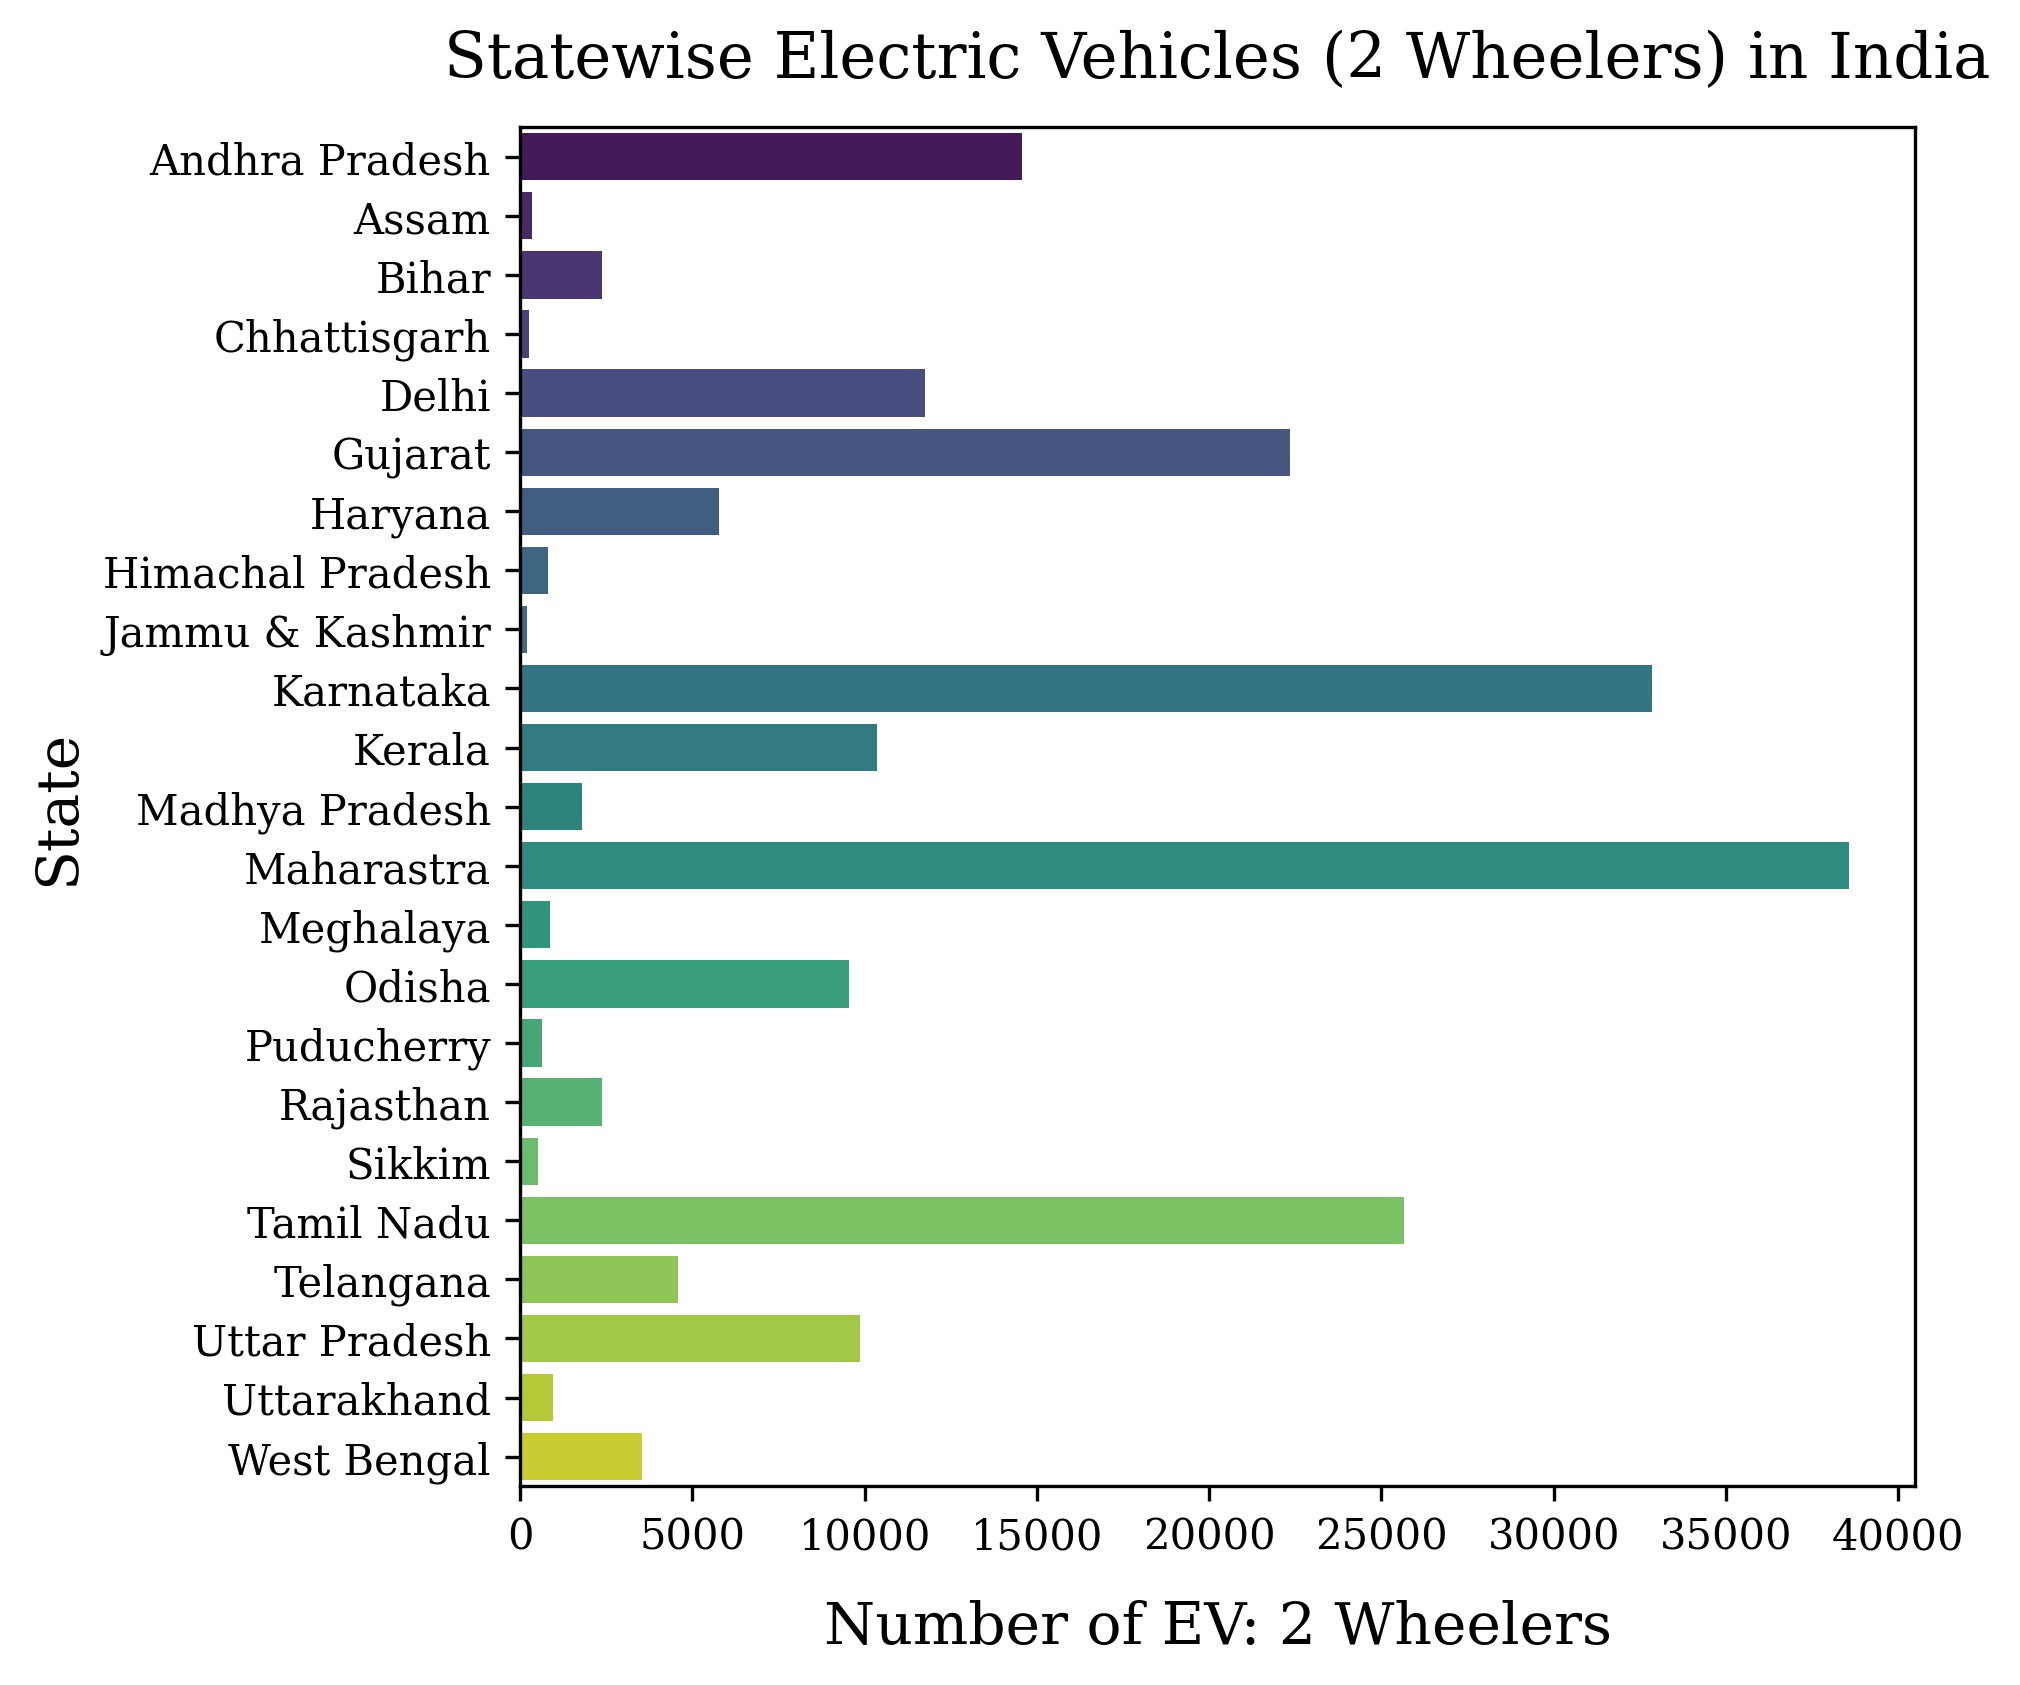 Statewise Electric Vehicles (2 Wheelers) in India
Andhra Pradesh
Assam
Bihar
Chhattisgarh
Delhi
Gujarat
Haryana
Himachal Pradesh
Jammu & Kashmir
Karnataka
Kerala
Madhya Pradesh
Maharastra
Meghalaya
Odisha
Puducherry
Rajasthan
Sikkim
Tamil Nadu
Telangana
Uttar Pradesh
Uttarakhand
West Bengal
State
0 5000 10000 15000 20000 25000 30000 35000 40000
Number of EV: 2 Wheelers